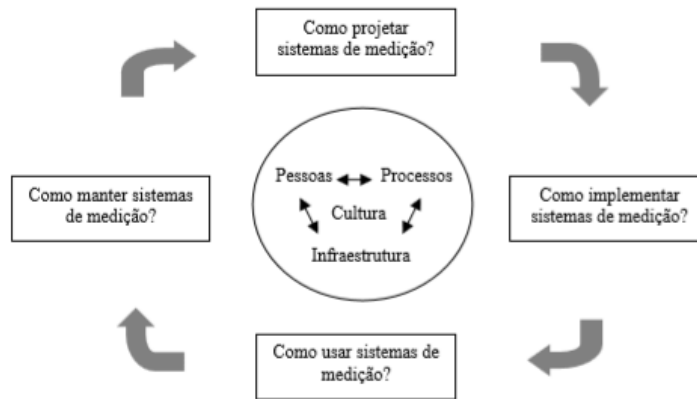 Como projetar
sistemas de medição?
Como manter sistemas
de medição?
Pessoas
Processos
Cultura
Infraestrutura
Como implementar
sistemas de medição?
Como usar sistemas de
medição?